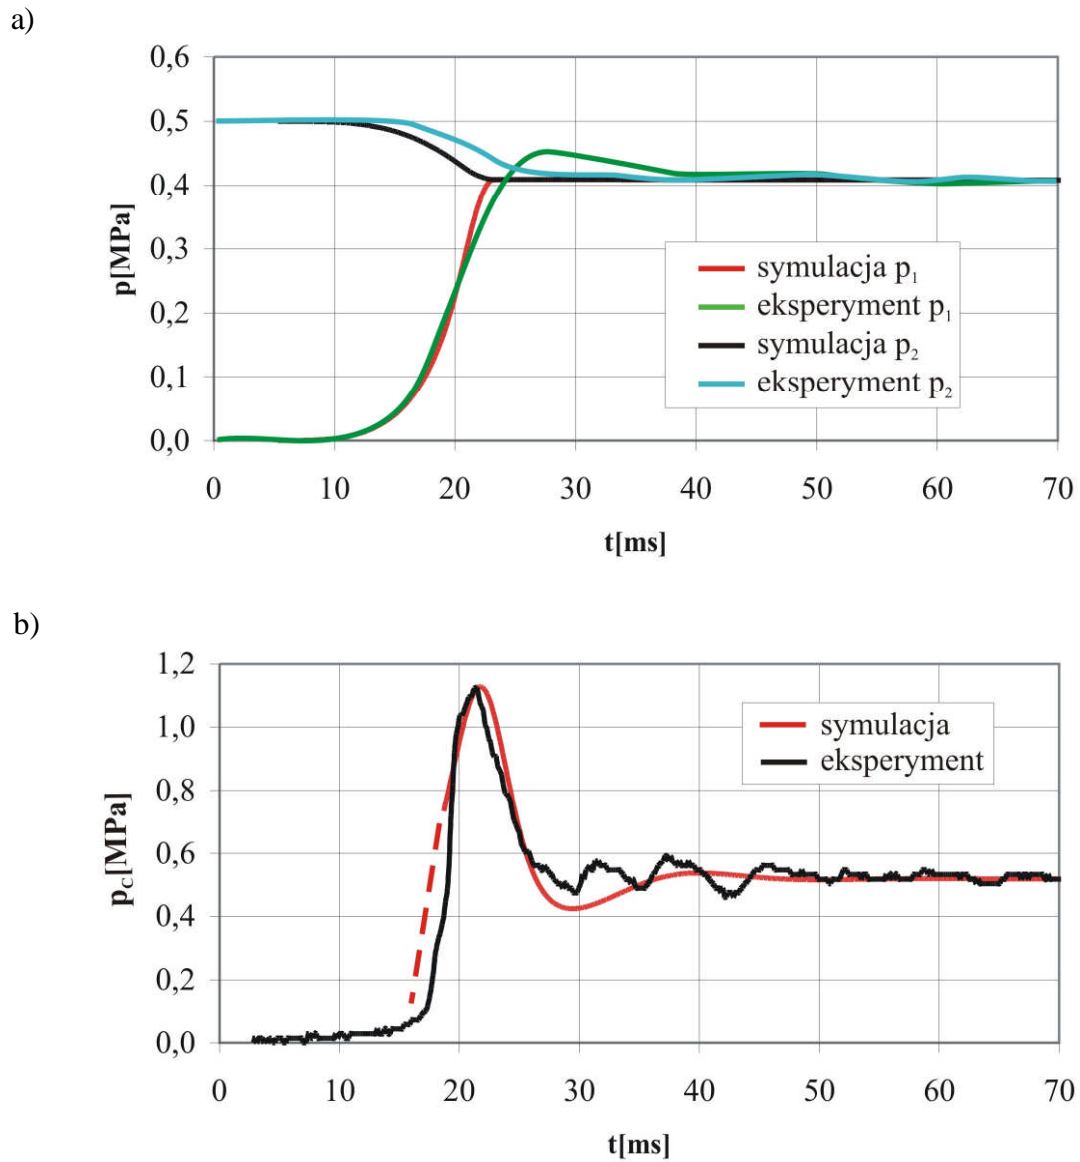 a)
0,6
0,5
0,4
0,3
0,2
0,1
0,0
p[MPa]
symulacja p₁
eksperyment p₁
symulacja p₂
eksperyment p₂
0 10 20 30 40 50 60 70
t[ms]
b)
1,2
1,0
0,8
0,6
0,4
0,2
0,0
p_C[MPa]
symulacja
eksperyment
0 10 20 30 40 50 60 70
t[ms]